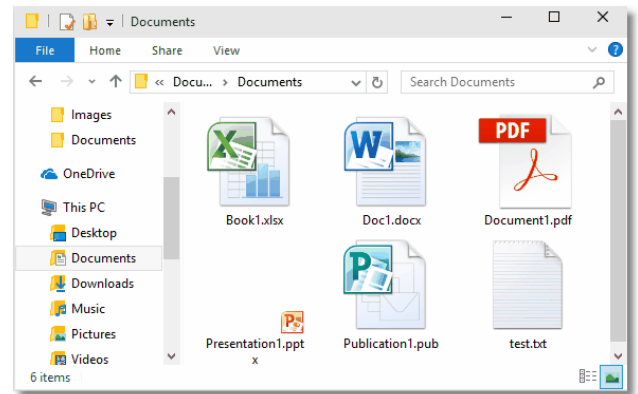 Documents
File Home Share View
« Docu... › Documents
Search Documents
Images
Documents
OneDrive
This PC
Desktop
Documents
Downloads
Music
Pictures
Videos
X
Book1.xlsx
W
Doc1.docx
PDF
Document1.pdf
P
Presentation1.ppt
x
P
Publication1.pub
test.txt
6 items